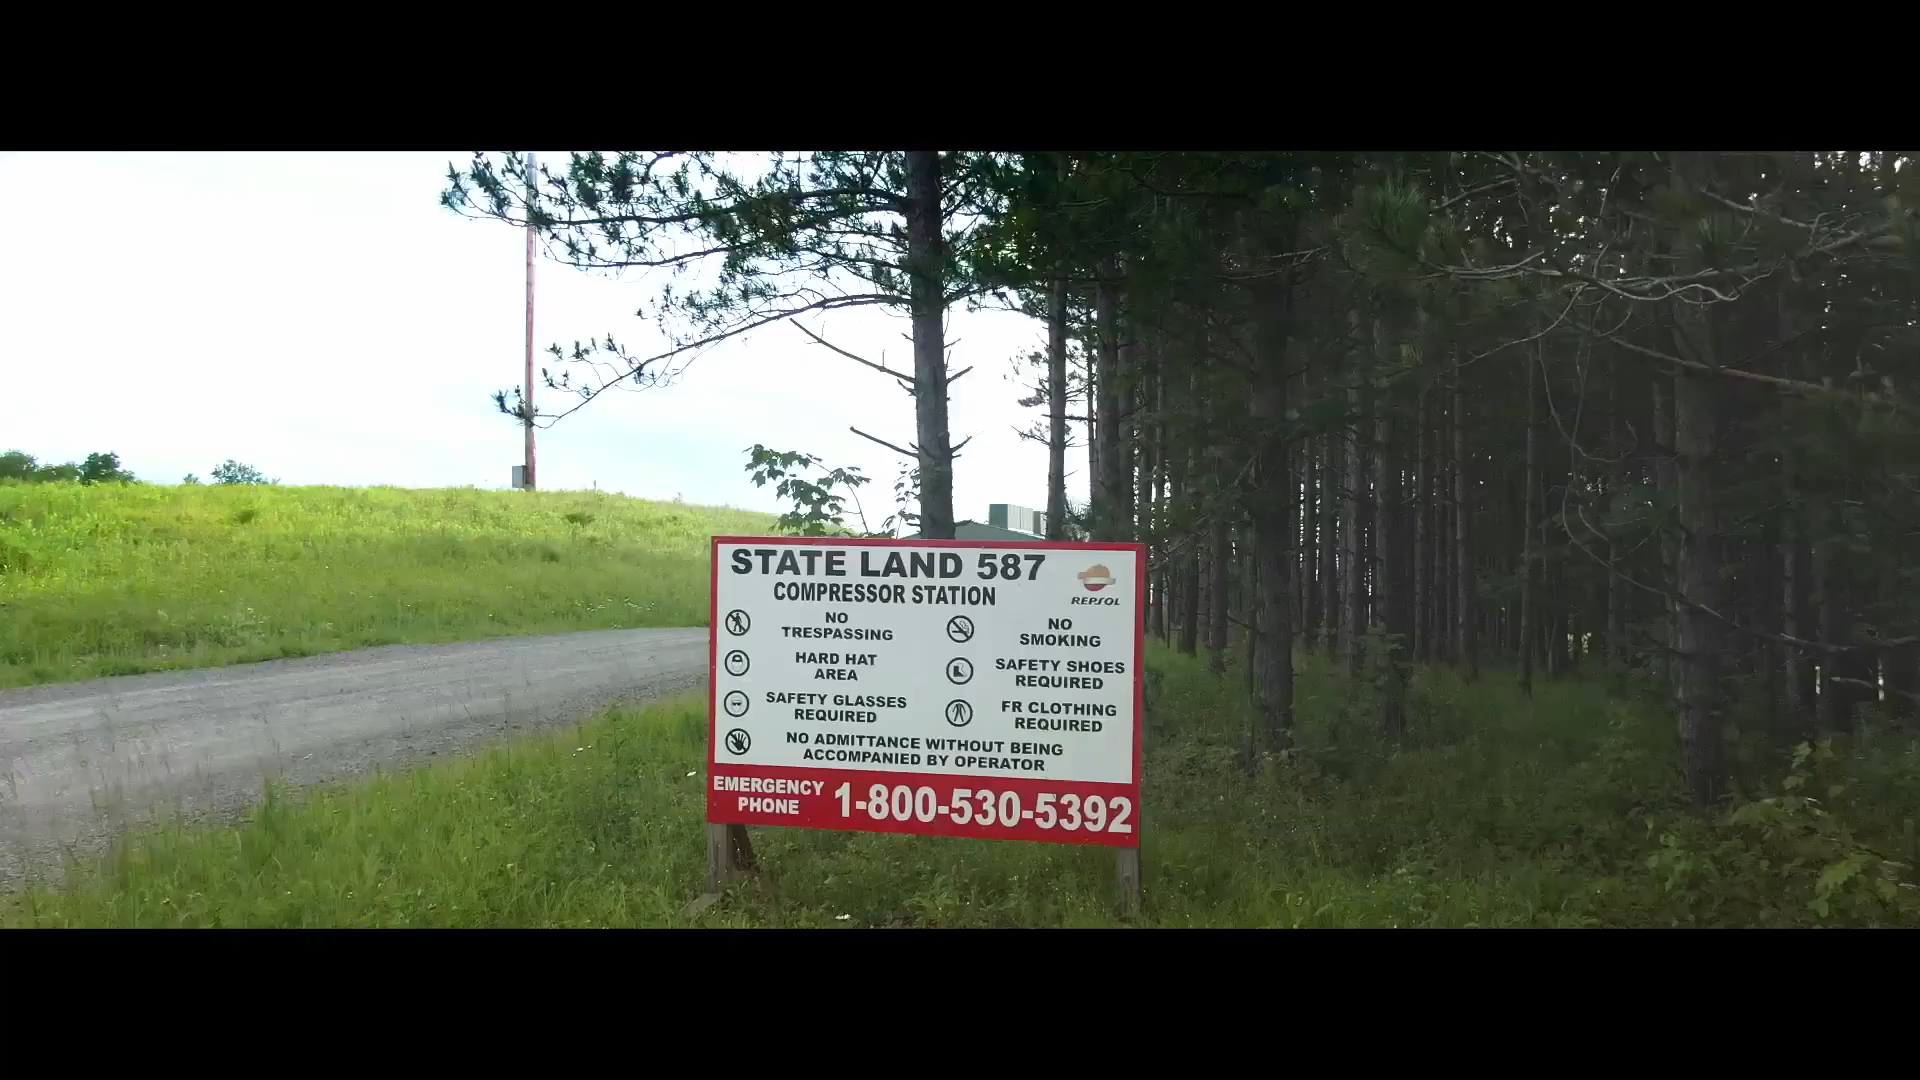 STATE LAND 587
COMPRESSOR STATION
REPSOL
NO
TRESPASSING
NO
SMOKING
HARD HAT
AREA
SAFETY SHOES
REQUIRED
SAFETY GLASSES
REQUIRED
FR CLOTHING
REQUIRED
NO ADMITTANCE WITHOUT BEING
ACCOMPANIED BY OPERATOR
EMERGENCY
PHONE
1-800-530-5392